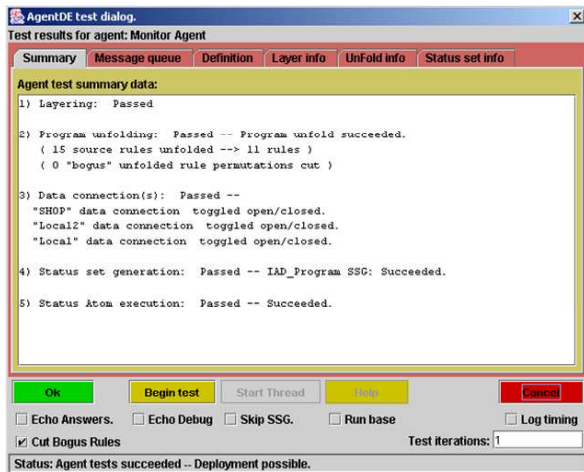 AgentDE test dialog.
Test results for agent: Monitor Agent
Summary Message queue Definition Layer info UnFold info Status set info
Agent test summary data:
1) Layering: Passed
2) Program unfolding: Passed -- Program unfold succeeded.
( 15 source rules unfolded --> 11 rules )
( 0 "bogus" unfolded rule permutations cut )
3) Data connection(s): Passed --
"SHOP" data connection toggled open/closed.
"Local2" data connection toggled open/closed.
"Local" data connection toggled open/closed.
4) Status set generation: Passed -- IAD_Program SSG: Succeeded.
5) Status Atom execution: Passed -- Succeeded.
Ok Begin test Start Thread Help Cancel
Echo Answers. Echo Debug Skip SSG. Run base Log timing
Cut Bogus Rules Test iterations: 1
Status: Agent tests succeeded -- Deployment possible.